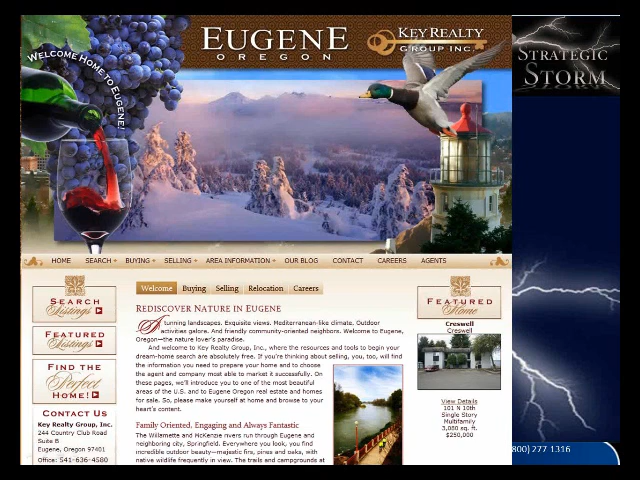 EUGENE
OREGON
KEY REALTY
GROUP INC.
STRATEGIC
STORM
WELCOME HOME TO EUGENE!
HOME SEARCH + BUYING + SELLING + AREA INFORMATION + OUR BLOG CONTACT CAREERS AGENTS
SEARCH
Listings
FEATURED
Listings
FIND THE
Perfect
HOME!
CONTACT US
Key Realty Group, Inc.
244 Country Club Road
Suite B
Eugene, Oregon 97401
Office: 541-636-4580
Welcome Buying Selling Relocation Careers
REDISCOVER NATURE IN EUGENE
Stunning landscapes. Exquisite views. Mediterranean-like climate. Outdoor
activities galore. And friendly community-oriented neighbors. Welcome to Eugene,
Oregon—the nature lover's paradise.
And welcome to Key Realty Group, Inc., where the resources and tools to begin your
dream-home search are absolutely free. If you're thinking about selling, you, too, will find
the information you need to prepare your home and to choose
the agent and company most able to market it successfully. On
these pages, we'll introduce you to one of the most beautiful
areas of the U.S. and to Eugene Oregon real estate and homes
for sale. So, please make yourself at home and browse to your
heart's content.
Family Oriented, Engaging and Always Fantastic
The Willamette and McKenzie rivers run through Eugene and
neighboring city, Springfield. Everywhere you look, you find
incredible outdoor beauty—majestic firs, pines and oaks, with
native wildlife frequently in view. The trails and campgrounds at
FEATURED
Home
Creswell
Creswell
View Details
101 N 10th
Single Story
Multifamily
3,080 sq. ft.
$250,000
800) 277 1316